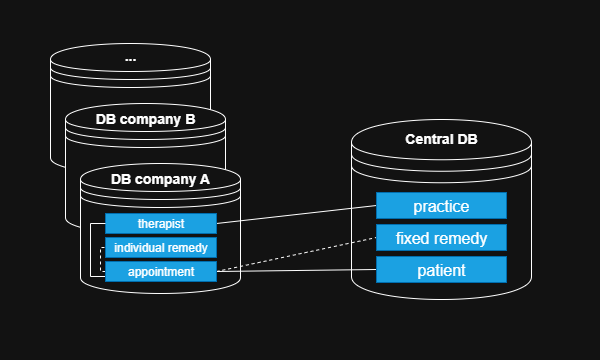 ...
DB company B
DB company A
therapist
individual remedy
appointment
Central DB
practice
fixed remedy
patient